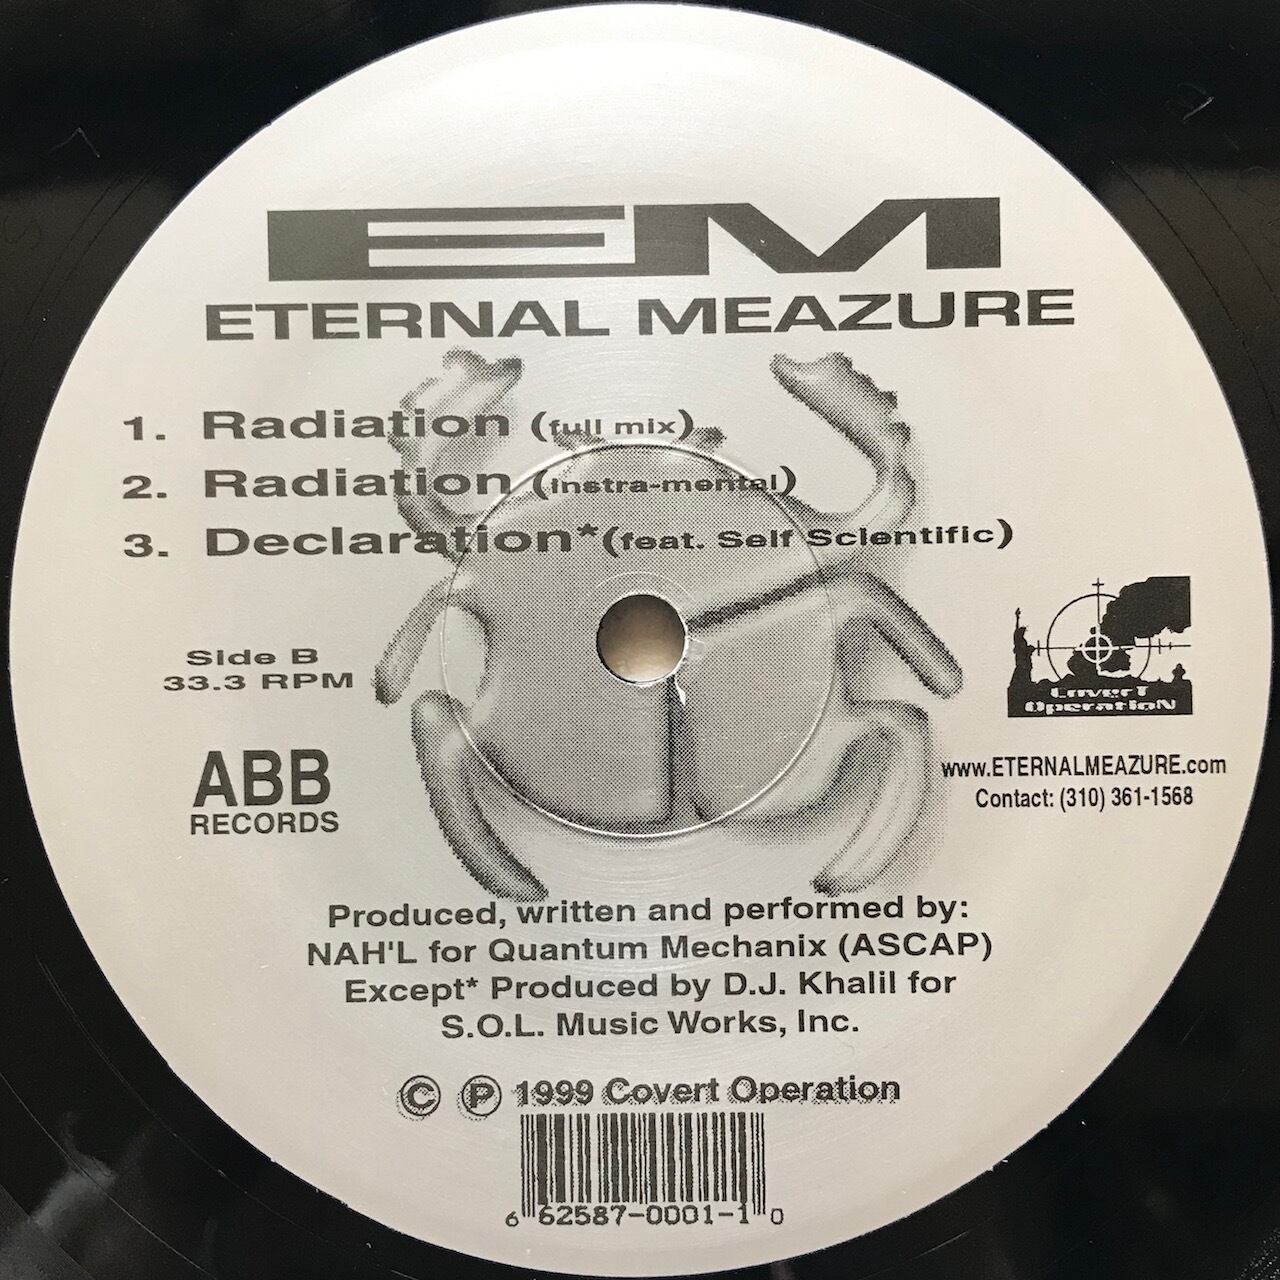 EM
ETERNAL MEAZURE
1. Radiation (full mix)
2. Radiation (instra-mental)
3. Declaration* (feat. Self Scientific)
Side B
33.3 RPM
Covert
Operation
ABB
RECORDS
www.ETERNALMEAZURE.com
Contact: (310) 361-1568
Produced, written and performed by:
NAH'L for Quantum Mechanix (ASCAP)
Except* Produced by D.J. Khalil for
S.O.L. Music Works, Inc.
© ℗ 1999 Covert Operation
6 62587-0001-1 0